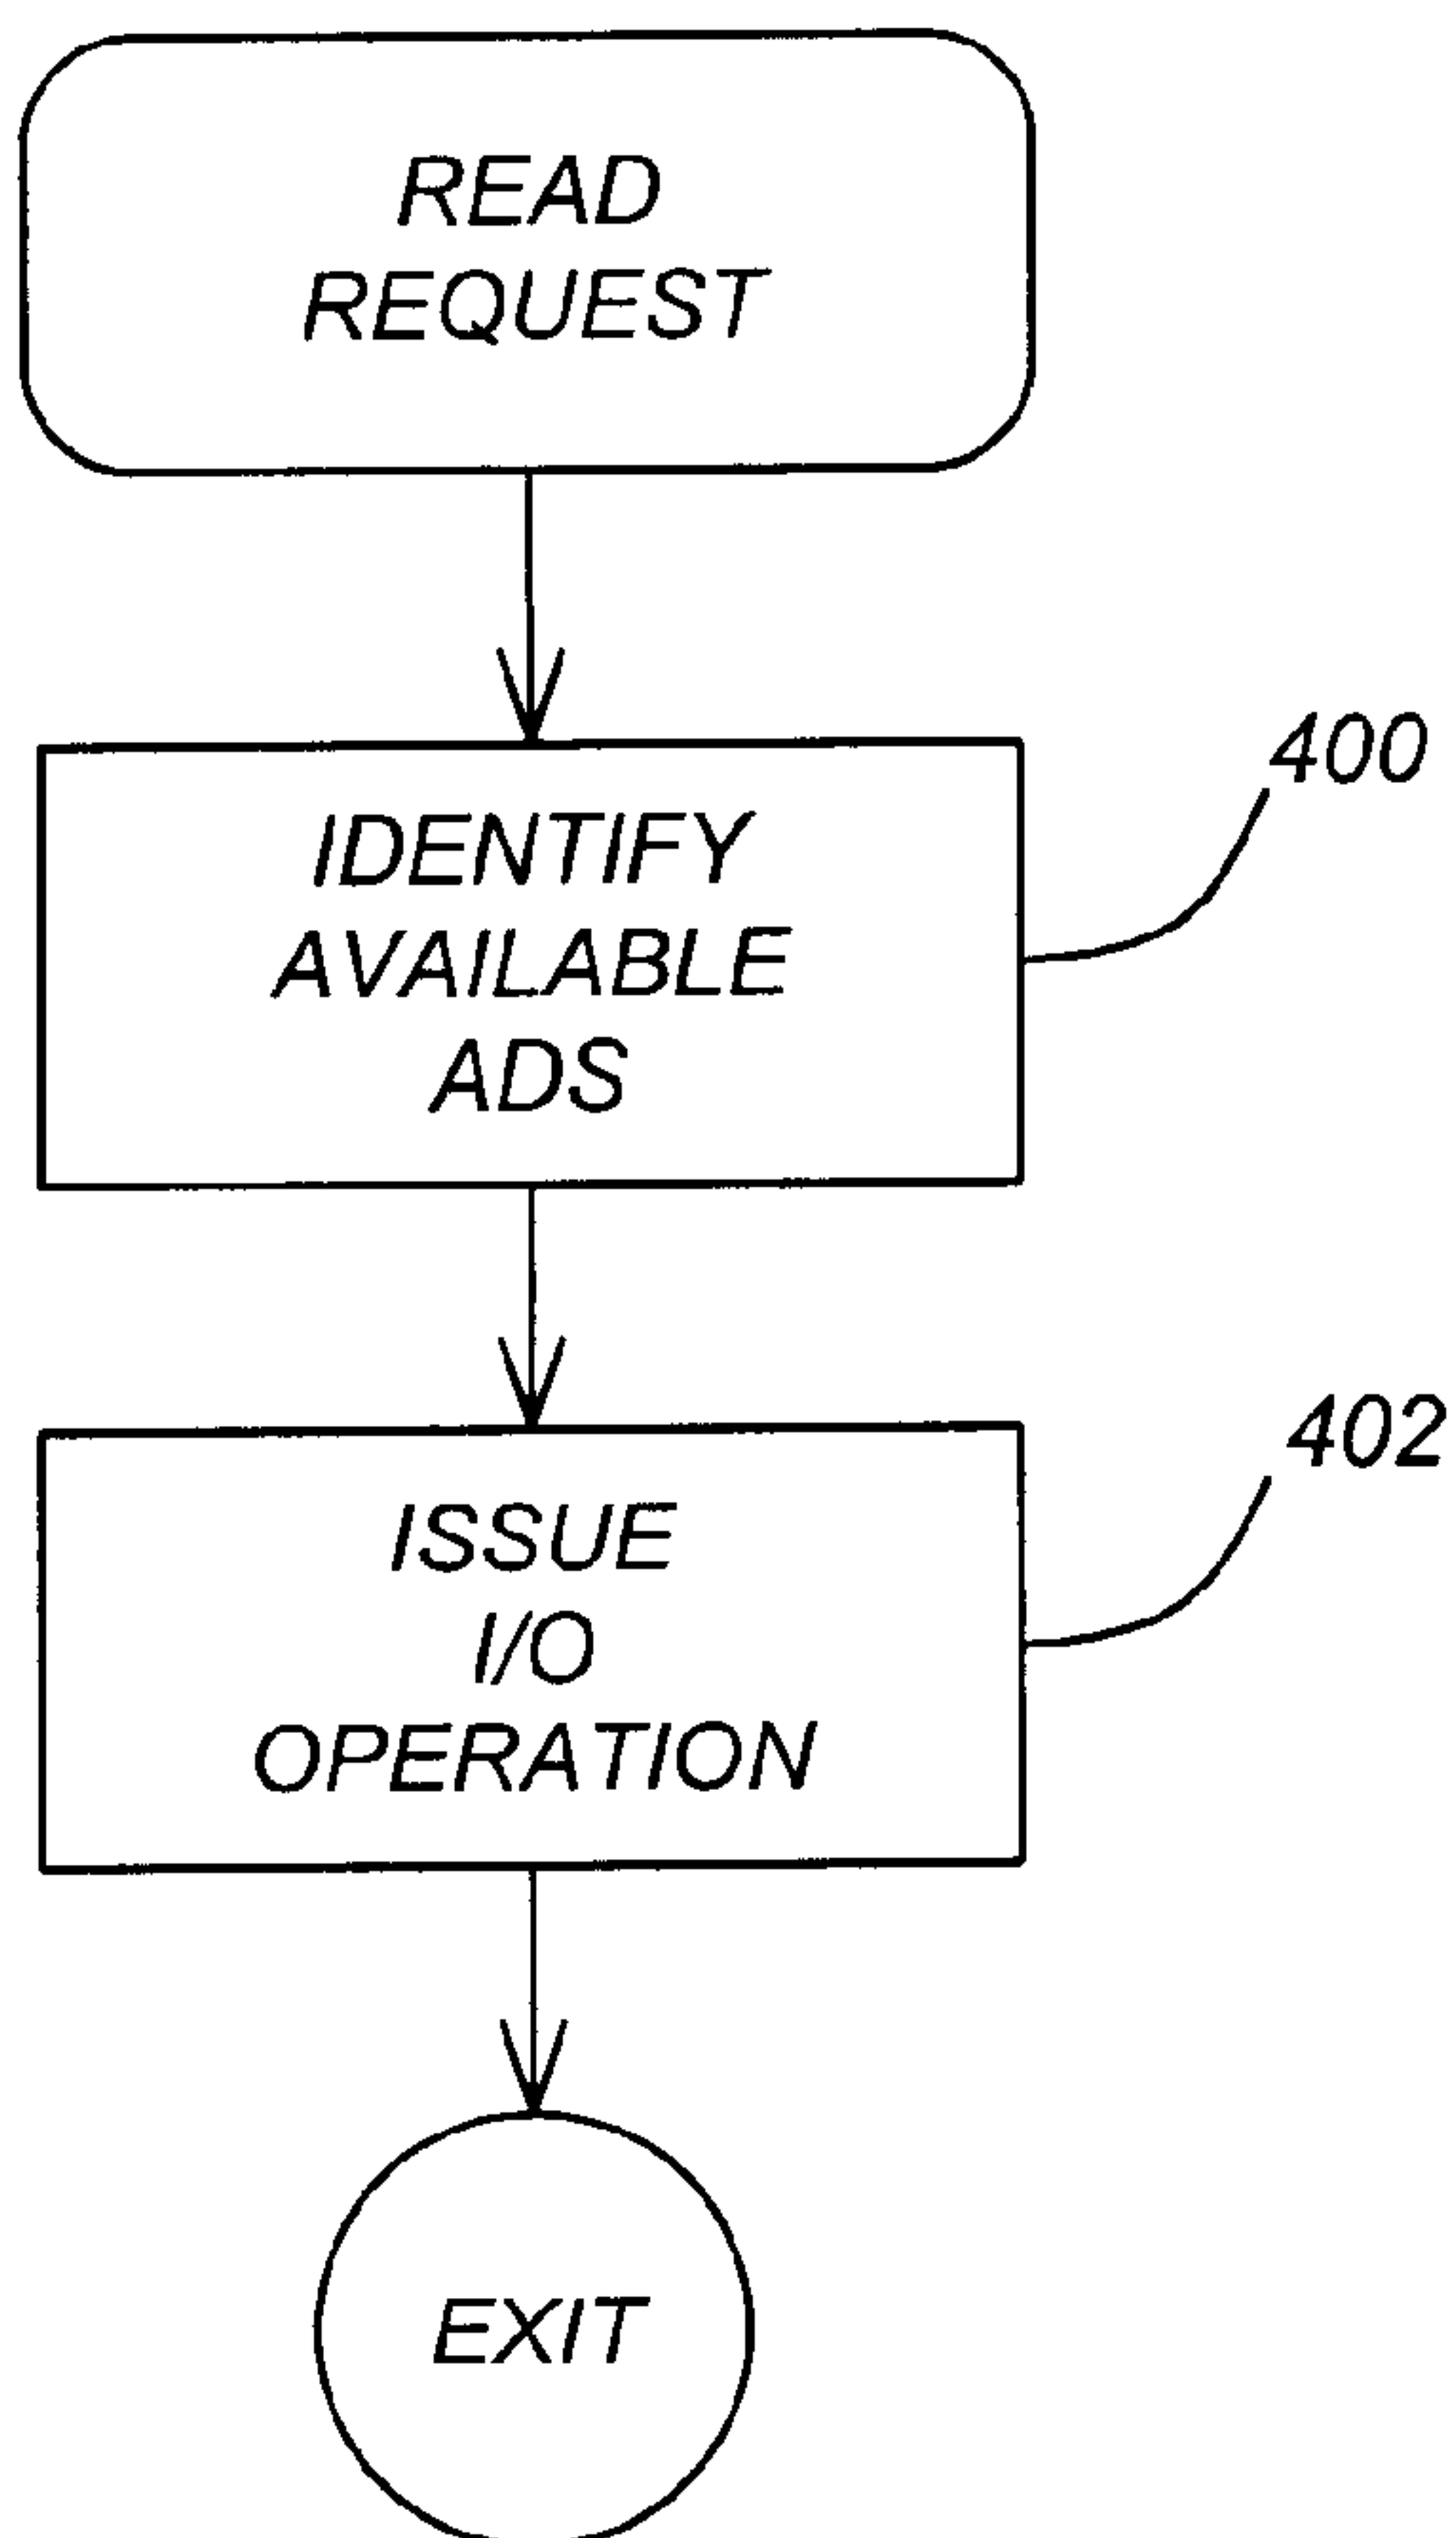 READ
REQUEST
400
IDENTIFY
AVAILABLE
ADS
402
ISSUE
I/O
OPERATION
EXIT